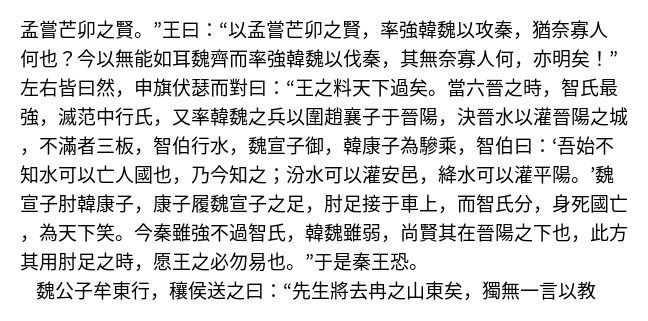 孟嘗芒卯之賢。”王曰：“以孟嘗芒卯之賢，率強韓魏以攻秦，猶奈寡人
何也？今以無能如耳魏齊而率強韓魏以伐秦，其無奈寡人何，亦明矣！”
左右皆曰然，申旗伏瑟而對曰：“王之料天下過矣。當六晉之時，智氏最
強，滅范中行氏，又率韓魏之兵以圍趙襄子于晉陽，決晉水以灌晉陽之城
，不滿者三板，智伯行水，魏宣子御，韓康子為驂乘，智伯曰：‘吾始不
知水可以亡人國也，乃今知之；汾水可以灌安邑，絳水可以灌平陽。’魏
宣子肘韓康子，康子履魏宣子之足，肘足接于車上，而智氏分，身死國亡
，為天下笑。今秦雖強不過智氏，韓魏雖弱，尚賢其在晉陽之下也，此方
其用肘足之時，愿王之必勿易也。”于是秦王恐。
魏公子牟東行，穰侯送之曰：“先生將去冉之山東矣，獨無一言以教